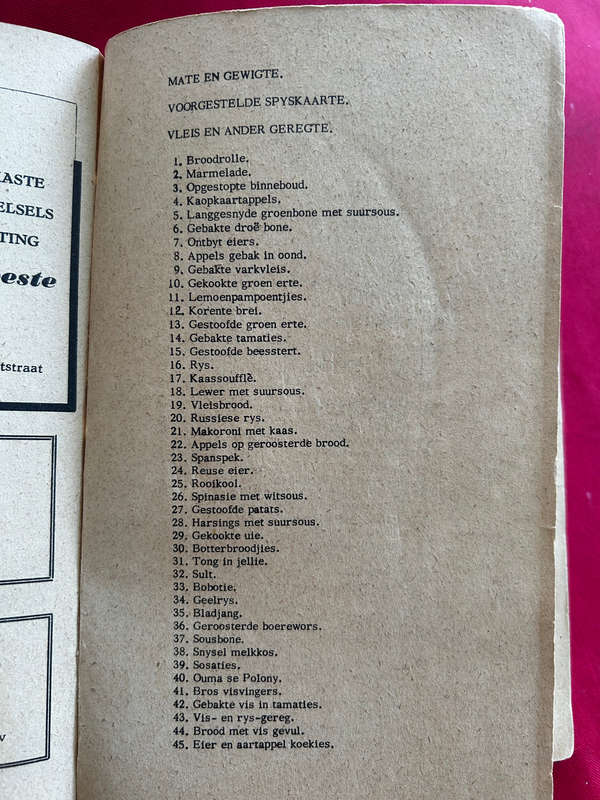 ASTE
ELSELS
TING
este
tstraat
v
MATE EN GEWIGTE.
VOORGESTELDE SPYSKAARTE.
VLEIS EN ANDER GEREGTE.
1. Broodrolle.
2. Marmelade.
3. Opgestopte binneboud.
4. Kaopkaartappels.
5. Langgesnyde groenbone met suursous.
6. Gebakte droë bone.
7. Ontbyt eiers.
8. Appels gebak in oond.
9. Gebakte varkvleis.
10. Gekookte groen erte.
11. Lemoenpampoentjies.
12. Korente brei.
13. Gestoofde groen erte.
14. Gebakte tamaties.
15. Gestoofde beesstert.
16. Rys.
17. Kaassoufflè.
18. Lewer met suursous.
19. Vleisbrood.
20. Russiese rys.
21. Makoroni met kaas.
22. Appels op geroosterde brood.
23. Spanspek.
24. Reuse eier.
25. Rooikool.
26. Spinasie met witsous.
27. Gestoofde patats.
28. Harsings met suursous.
29. Gekookte uie.
30. Botterbroodjies.
31. Tong in jellie.
32. Sult.
33. Bobotie.
34. Geelrys.
35. Bladjang.
36. Geroosterde boerewors.
37. Sousbone.
38. Snysel melkkos.
39. Sosaties.
40. Ouma se Polony.
41. Bros visvingers.
42. Gebakte vis in tamaties.
43. Vis- en rys-gereg.
44. Brood met vis gevul.
45. Eier en aartappel koekies.